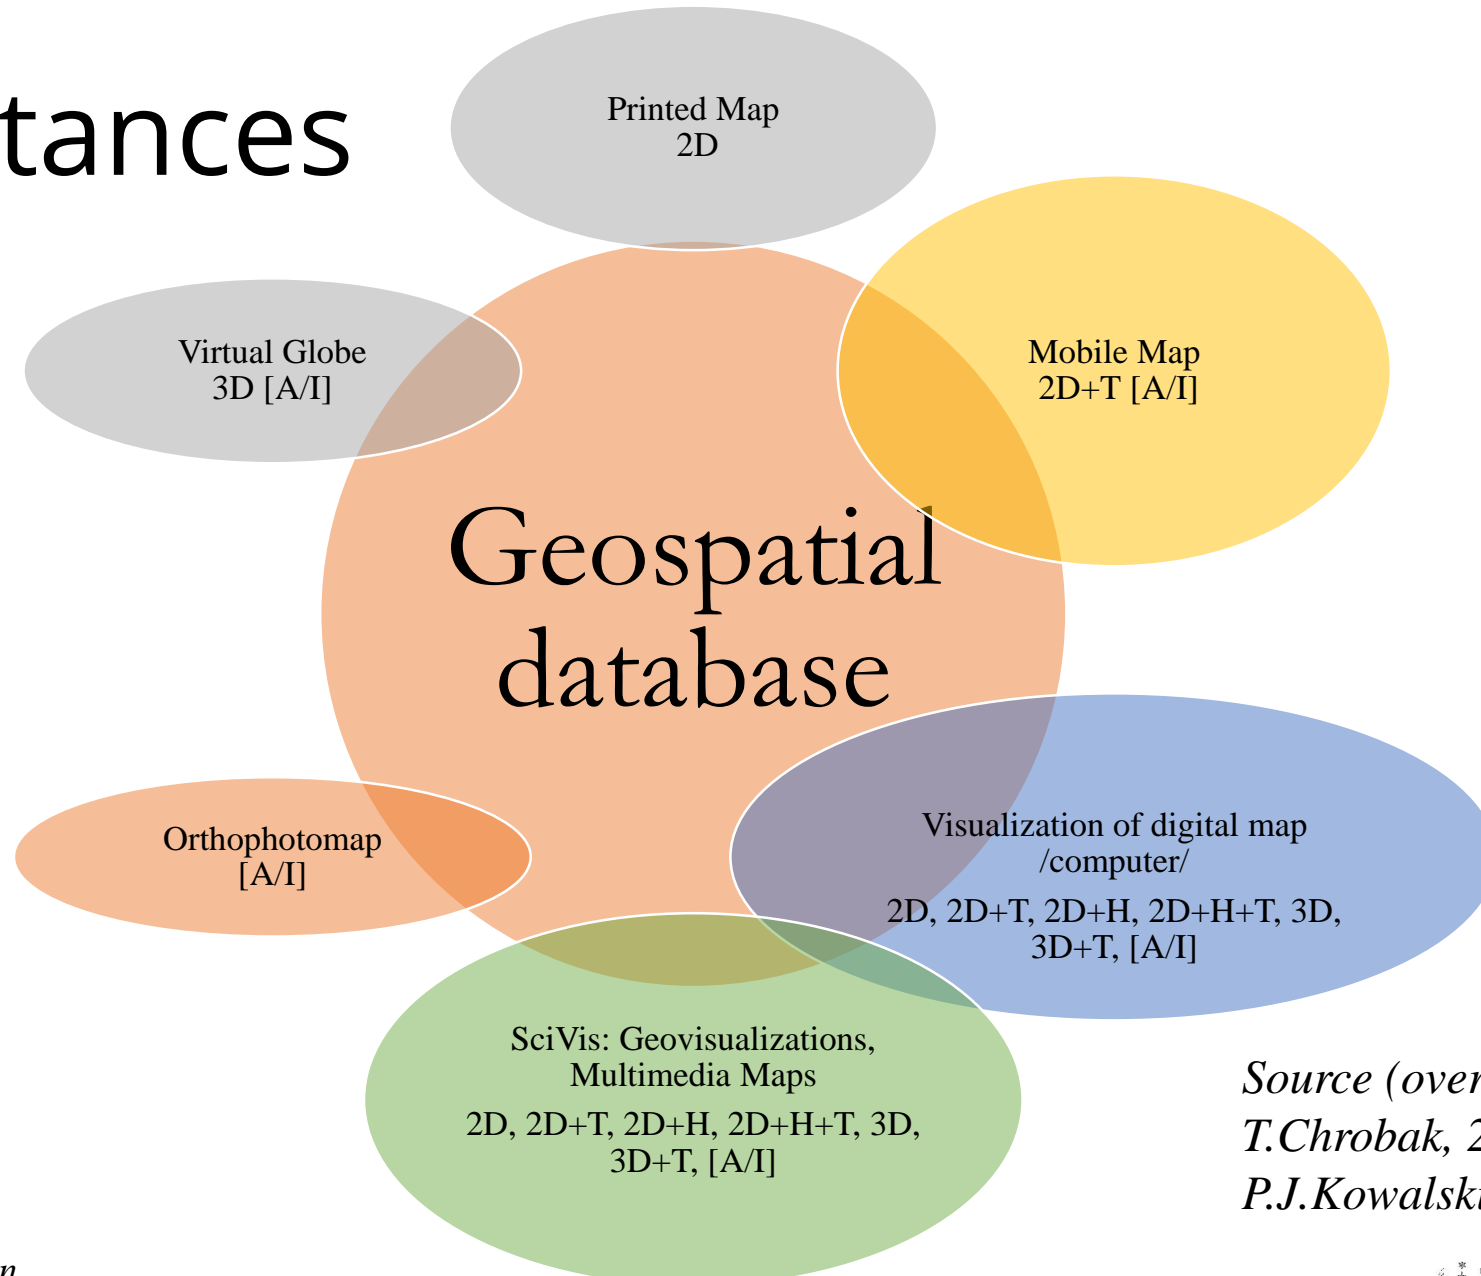 tances
Printed Map
2D
Virtual Globe
3D [A/I]
Mobile Map
2D+T [A/I]
Geospatial
database
Orthophotomap
[A/I]
Visualization of digital map
/computer/
2D, 2D+T, 2D+H, 2D+H+T, 3D,
3D+T, [A/I]
SciVis: Geovisualizations,
Multimedia Maps
2D, 2D+T, 2D+H, 2D+H+T, 3D,
3D+T, [A/I]
Source (over
T.Chrobak, 2
P.J.Kowalski
n